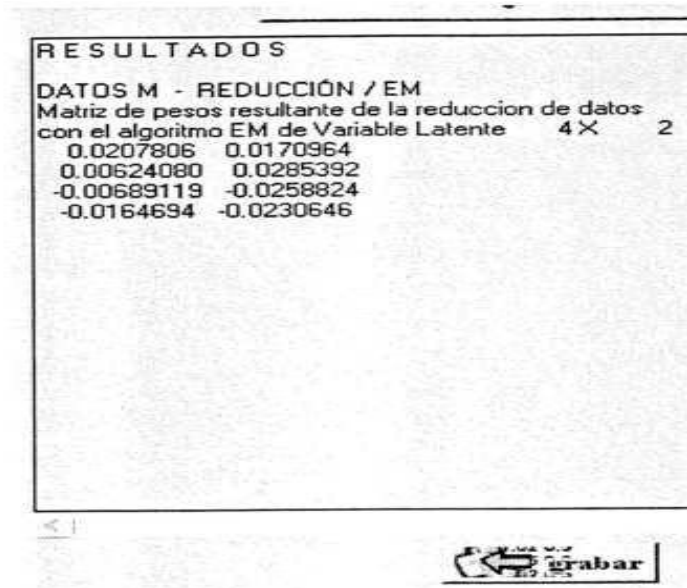 RESULTADOS
DATOS M - REDUCCIÓN / EM
Matriz de pesos resultante de la reduccion de datos
con el algoritmo EM de Variable Latente 4 X 2
0.0207806 0.0170964
0.00624080 0.0285392
-0.00689119 -0.0258824
-0.0164694 -0.0230646
grabar